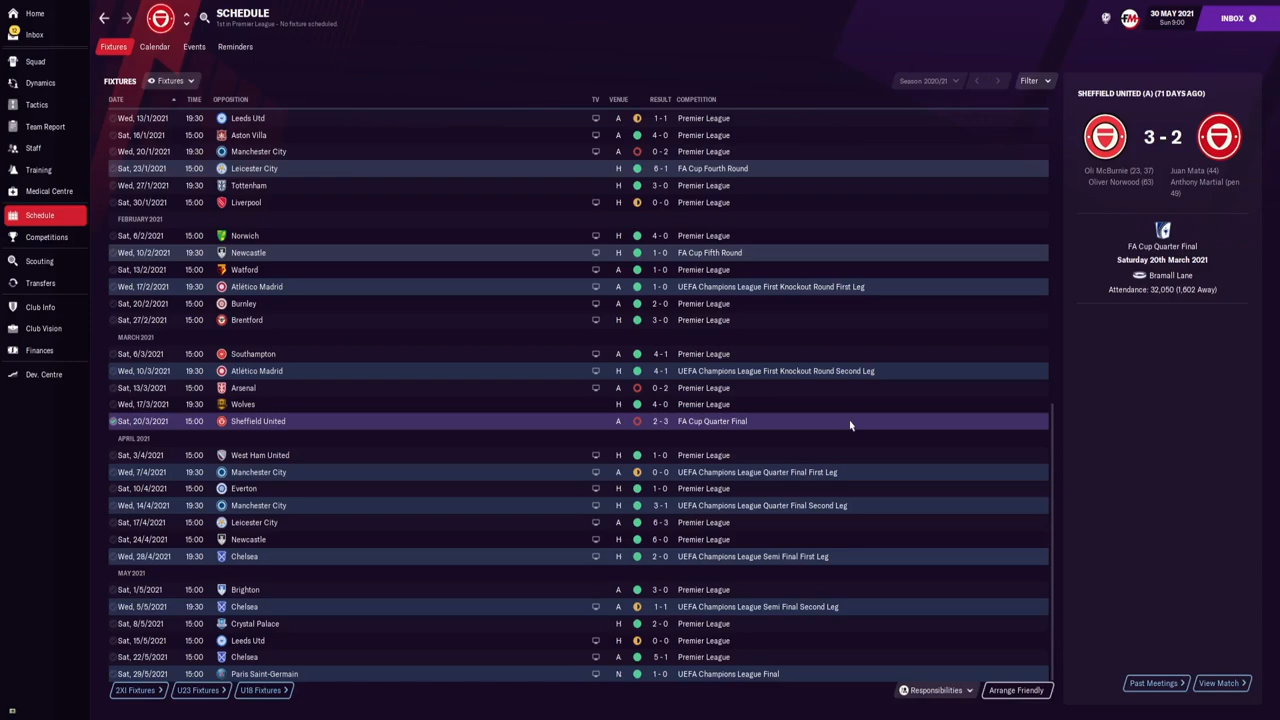 Home
SCHEDULE
1st in Premier League - No fixture scheduled.
30 MAY 2021
Sun 9:00
INBOX
Inbox
Fixtures Calendar Events Reminders
Squad
Dynamics
Tactics
Team Report
Staff
Training
Medical Centre
Schedule
Competitions
Scouting
Transfers
Club Info
Club Vision
Finances
Dev. Centre
FIXTURES Fixtures Season 2020/21 Filter
DATE TIME OPPOSITION TV VENUE RESULT COMPETITION
Wed, 13/1/2021 19:30 Leeds Utd A 1 - 1 Premier League
Sat, 16/1/2021 15:00 Aston Villa A 4 - 0 Premier League
Wed, 20/1/2021 19:30 Manchester City A 0 - 2 Premier League
Sat, 23/1/2021 15:00 Leicester City H 6 - 1 FA Cup Fourth Round
Wed, 27/1/2021 19:30 Tottenham H 3 - 0 Premier League
Sat, 30/1/2021 15:00 Liverpool H 0 - 0 Premier League
FEBRUARY 2021
Sat, 6/2/2021 15:00 Norwich H 4 - 0 Premier League
Wed, 10/2/2021 19:30 Newcastle H 1 - 0 FA Cup Fifth Round
Sat, 13/2/2021 15:00 Watford A 1 - 0 Premier League
Wed, 17/2/2021 19:30 Atlético Madrid A 1 - 0 UEFA Champions League First Knockout Round First Leg
Sat, 20/2/2021 15:00 Burnley A 2 - 0 Premier League
Sat, 27/2/2021 15:00 Brentford H 3 - 0 Premier League
MARCH 2021
Sat, 6/3/2021 15:00 Southampton A 4 - 1 Premier League
Wed, 10/3/2021 19:30 Atlético Madrid H 4 - 1 UEFA Champions League First Knockout Round Second Leg
Sat, 13/3/2021 15:00 Arsenal A 0 - 2 Premier League
Wed, 17/3/2021 19:30 Wolves H 4 - 0 Premier League
Sat, 20/3/2021 15:00 Sheffield United A 2 - 3 FA Cup Quarter Final
APRIL 2021
Sat, 3/4/2021 15:00 West Ham United H 1 - 0 Premier League
Wed, 7/4/2021 19:30 Manchester City A 0 - 0 UEFA Champions League Quarter Final First Leg
Sat, 10/4/2021 15:00 Everton H 1 - 0 Premier League
Wed, 14/4/2021 19:30 Manchester City H 3 - 1 UEFA Champions League Quarter Final Second Leg
Sat, 17/4/2021 15:00 Leicester City A 6 - 3 Premier League
Sat, 24/4/2021 15:00 Newcastle H 6 - 0 Premier League
Wed, 28/4/2021 19:30 Chelsea H 2 - 0 UEFA Champions League Semi Final First Leg
MAY 2021
Sat, 1/5/2021 15:00 Brighton A 3 - 0 Premier League
Wed, 5/5/2021 19:30 Chelsea A 1 - 1 UEFA Champions League Semi Final Second Leg
Sat, 8/5/2021 15:00 Crystal Palace H 2 - 0 Premier League
Sat, 15/5/2021 15:00 Leeds Utd H 0 - 0 Premier League
Sat, 22/5/2021 15:00 Chelsea A 5 - 1 Premier League
Sat, 29/5/2021 15:00 Paris Saint-Germain N 1 - 0 UEFA Champions League Final
2XI Fixtures U23 Fixtures U18 Fixtures Responsibilities Arrange Friendly
SHEFFIELD UNITED (A) (71 DAYS AGO)
3 - 2
Oli McBurnie (23, 37)
Oliver Norwood (63)
Juan Mata (44)
Anthony Martial (pen
49)
FA Cup Quarter Final
Saturday 20th March 2021
Bramall Lane
Attendance: 32,050 (1,602 Away)
Past Meetings View Match